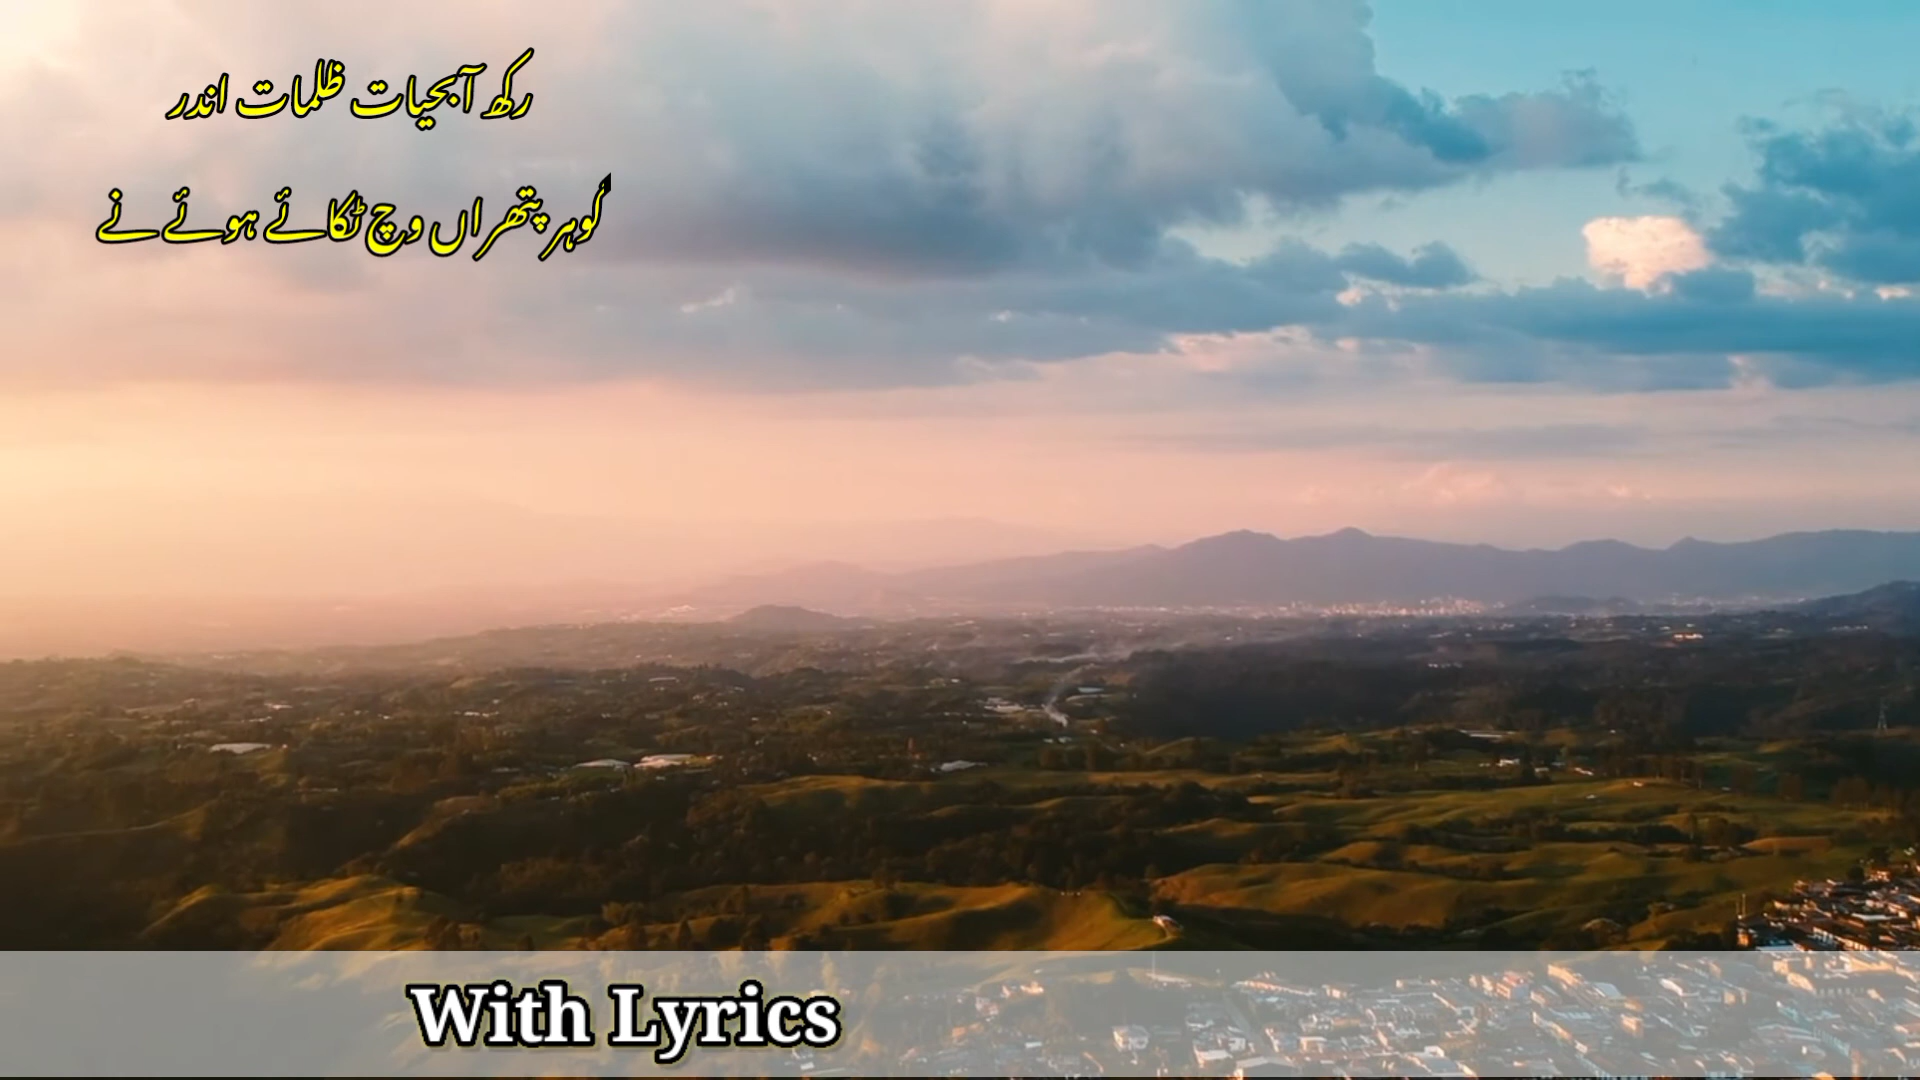 رکھ آبحیات ظلمات اندر
گوہر پتھراں وچ ٹکائے ہوئے نے
With Lyrics